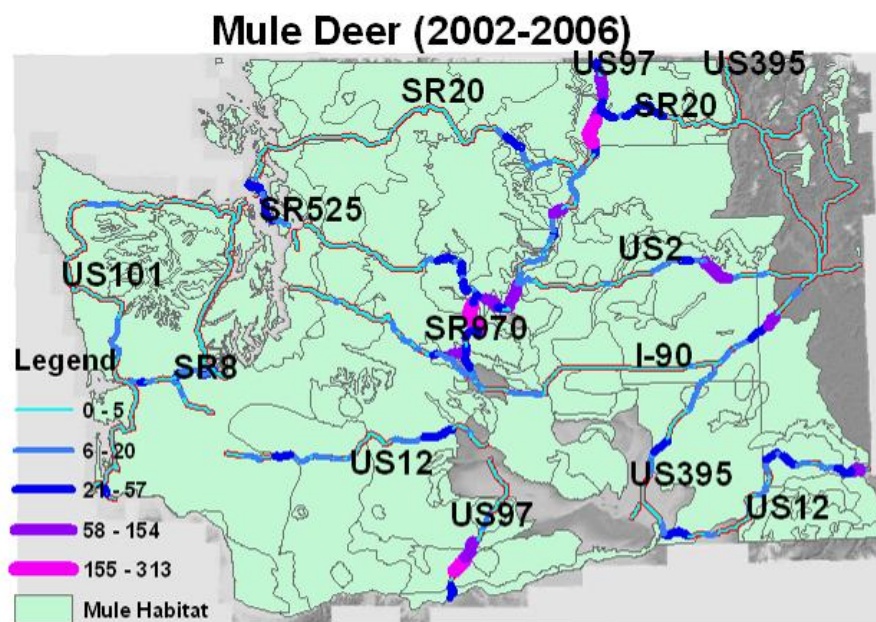 Mule Deer (2002-2006)
US97
US395
SR20
SR20
SR525
US2
US101
SR970
I-90
Legend
SR8
0 - 5
6 - 20
US12
US395
21 - 57
US12
US97
58 - 154
155 - 313
Mule Habitat